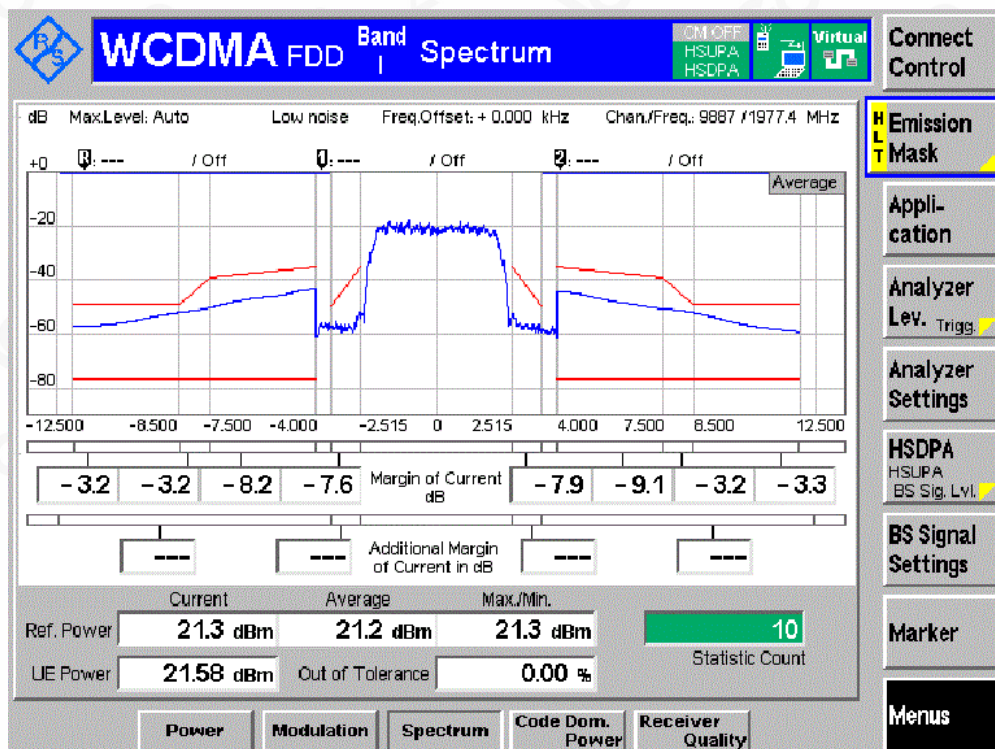 R/S
WCDMA FDD Band I Spectrum
CM OFF
HSUPA
HSDPA
Virtual
Connect Control
dB Max.Level: Auto Low noise Freq.Offset: + 0.000 kHz Chan./Freq.: 9887 / 1977.4 MHz
R: --- / Off 1: --- / Off 2: --- / Off
Average
+0
-20
-40
-60
-80
-12.500 -8.500 -7.500 -4.000 -2.515 0 2.515 4.000 7.500 8.500 12.500
- 3.2 - 3.2 - 8.2 - 7.6 Margin of Current dB - 7.9 - 9.1 - 3.2 - 3.3
--- --- Additional Margin of Current in dB --- ---
Current Average Max./Min.
Ref. Power 21.3 dBm 21.2 dBm 21.3 dBm
10
Statistic Count
UE Power 21.58 dBm Out of Tolerance 0.00 %
HLT
Emission Mask
Appli-
cation
Analyzer
Lev. Trigg.
Analyzer
Settings
HSDPA
HSUPA
BS Sig. Lvl.
BS Signal
Settings
Marker
Menus
Power Modulation Spectrum Code Dom. Power Receiver Quality